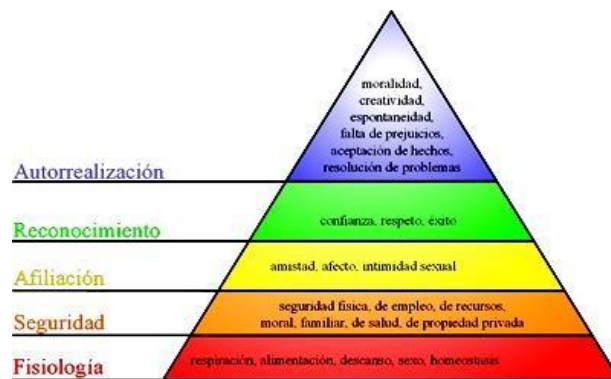 moralidad,
creatividad,
espontaneidad,
falta de prejuicios,
aceptación de hechos,
resolución de problemas
Autorrealización
confianza, respeto, éxito
Reconocimiento
amistad, afecto, intimidad sexual
Afiliación
seguridad física, de empleo, de recursos,
moral, familiar, de salud, de propiedad privada
Seguridad
respiración, alimentación, descanso, sexo, homeostasis
Fisiología